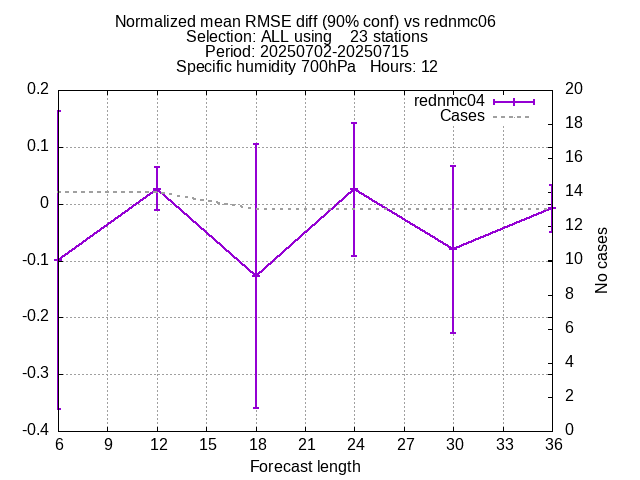 Normalized mean RMSE diff (90% conf) vs rednmc06
Selection: ALL using    23 stations
Period: 20250702-20250715
Specific humidity 700hPa   Hours: 12
rednmc04
Cases
0.2
0.1
0
-0.1
-0.2
-0.3
-0.4
20
18
16
14
12
10
8
6
4
2
0
No cases
6 9 12 15 18 21 24 27 30 33 36
Forecast length